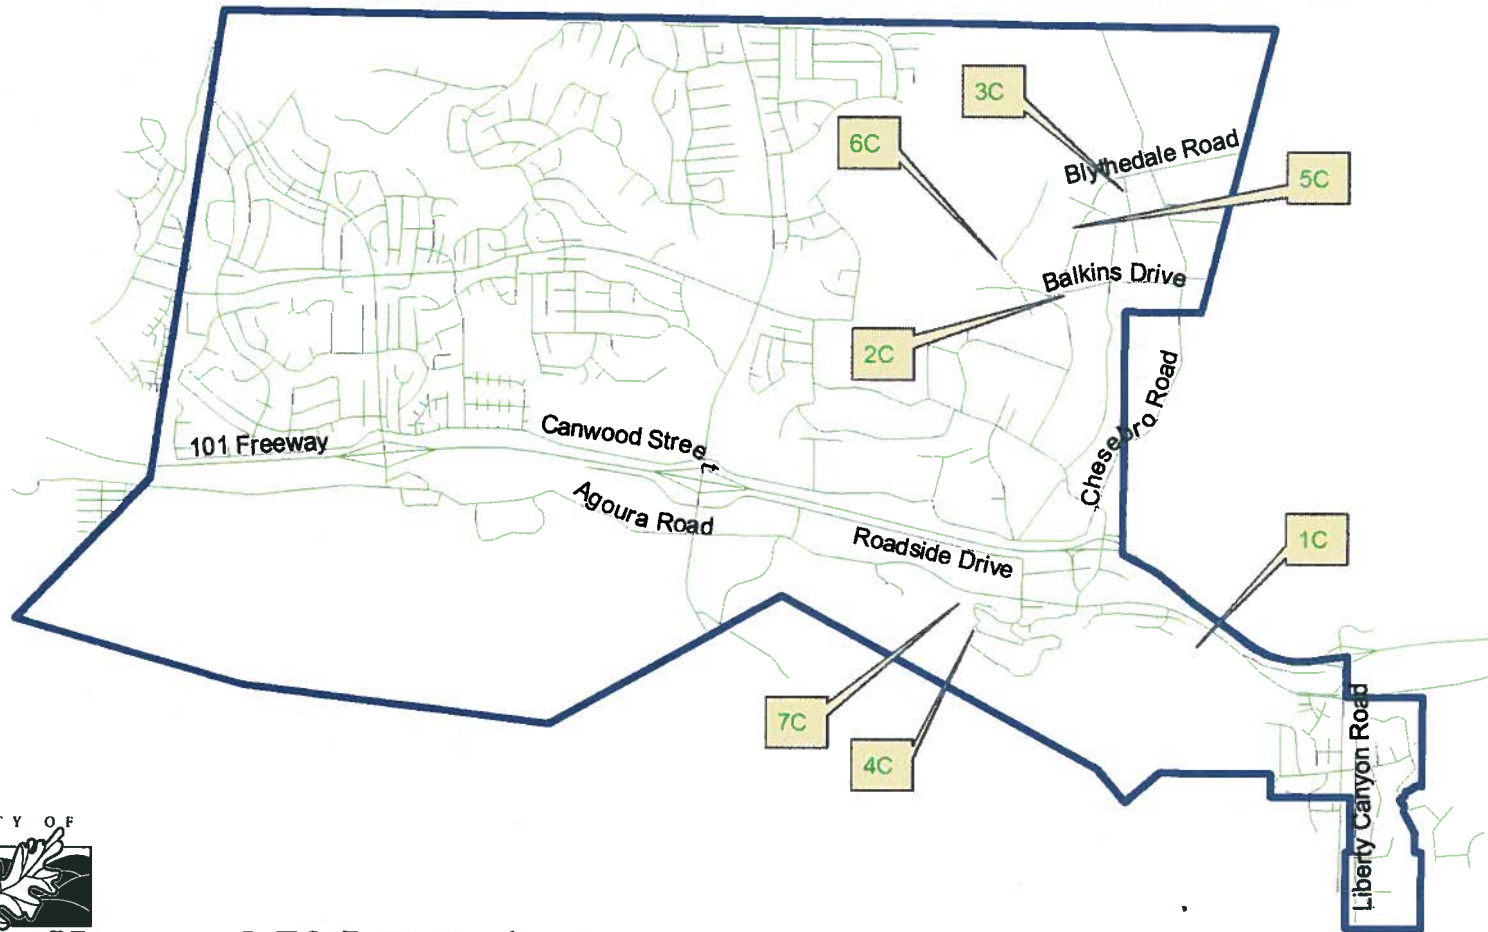 3C
6C
Blythedale Road
5C
Balkins Drive
2C
Chesebro Road
Canwood Street
101 Freeway
Agoura Road
Roadside Drive
1C
7C
4C
Liberty Canyon Road
OF